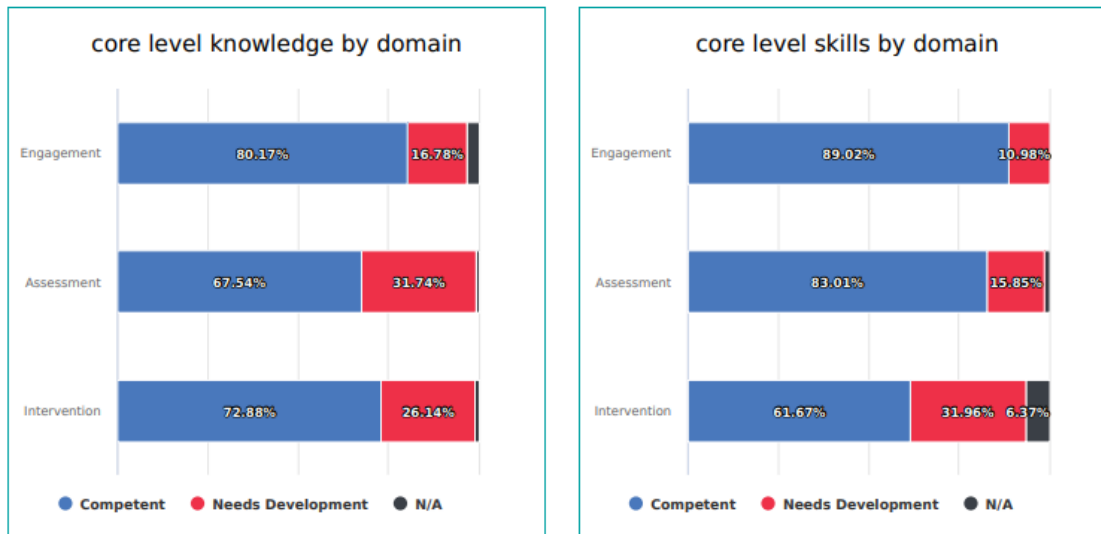 core level knowledge by domain
Engagement
80.17%
16.78%
Assessment
67.54%
31.74%
Intervention
72.88%
26.14%
Competent
Needs Development
N/A
core level skills by domain
Engagement
89.02%
10.98%
Assessment
83.01%
15.85%
Intervention
61.67%
31.96%
6.37%
Competent
Needs Development
N/A